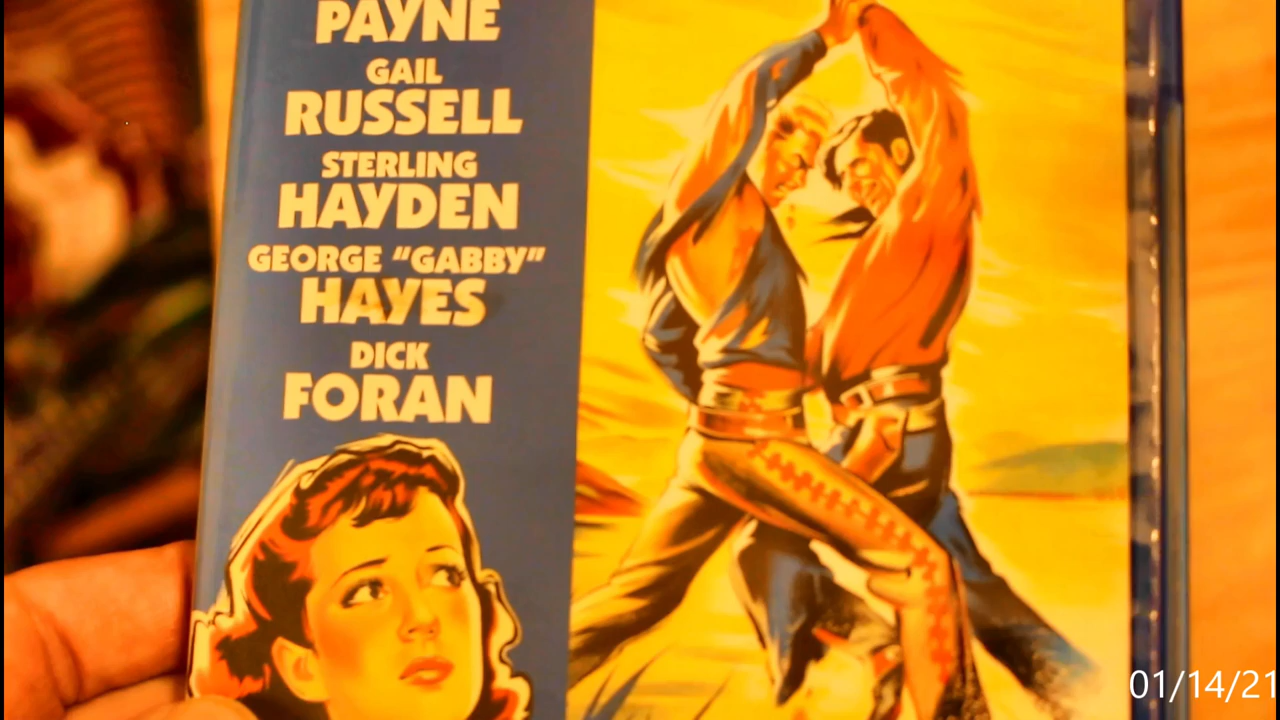 PAYNE
GAIL
RUSSELL
STERLING
HAYDEN
GEORGE "GABBY"
HAYES
DICK
FORAN
01/14/21